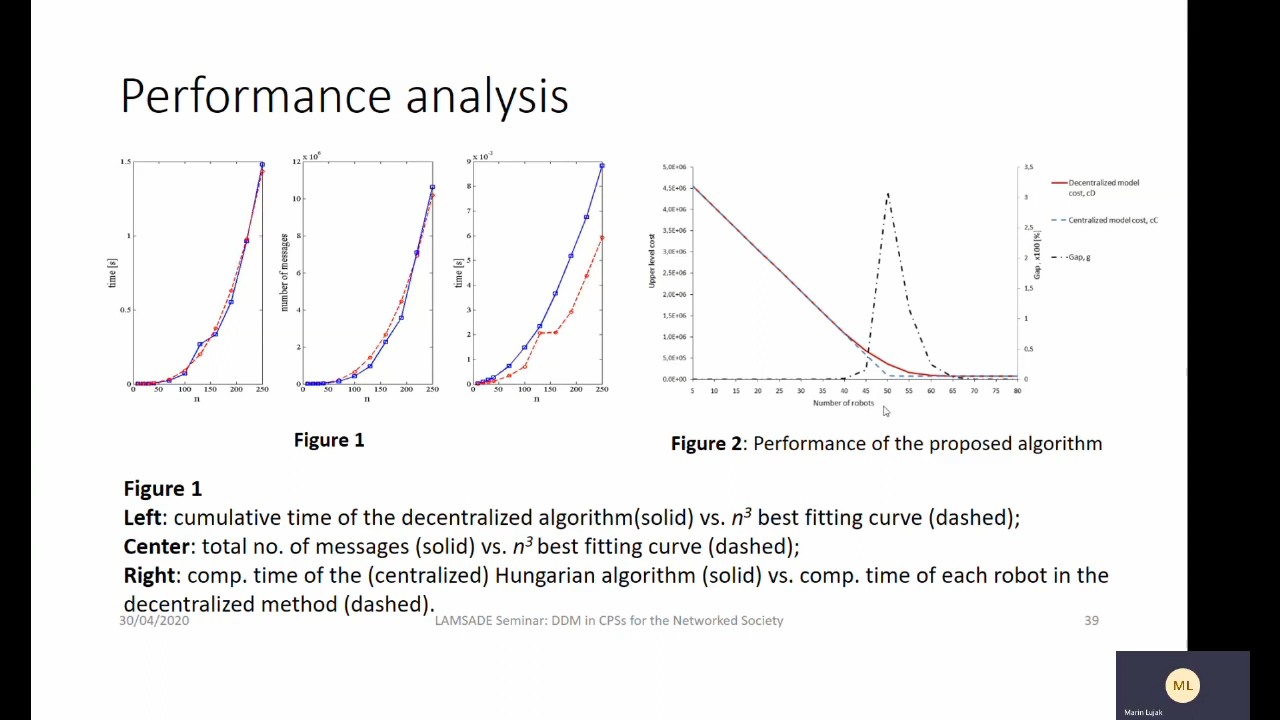 Performance analysis
1.5
1
0.5
0
0 50 100 150 200 250
time [s]
n
x 10^6
12
10
8
6
4
2
0
0 50 100 150 200 250
number of messages
n
x 10^-3
9
8
7
6
5
4
3
2
1
0
0 50 100 150 200 250
time [s]
n
5,0E+06
4,5E+06
4,0E+06
3,5E+06
3,0E+06
2,5E+06
2,0E+06
1,5E+06
1,0E+06
5,0E+05
0,0E+00
Upper level cost
5 10 15 20 25 30 35 40 45 50 55 60 65 70 75 80
Number of robots
3,5
3
2,5
2
1,5
1
0,5
0
Gap, x100 [%]
Decentralized model
cost, cD
Centralized model cost, cC
Gap, g
Figure 1
Figure 2: Performance of the proposed algorithm
Figure 1
Left: cumulative time of the decentralized algorithm(solid) vs. n³ best fitting curve (dashed);
Center: total no. of messages (solid) vs. n³ best fitting curve (dashed);
Right: comp. time of the (centralized) Hungarian algorithm (solid) vs. comp. time of each robot in the
decentralized method (dashed).
30/04/2020 LAMSADE Seminar: DDM in CPSs for the Networked Society 39
ML
Marin Lujak